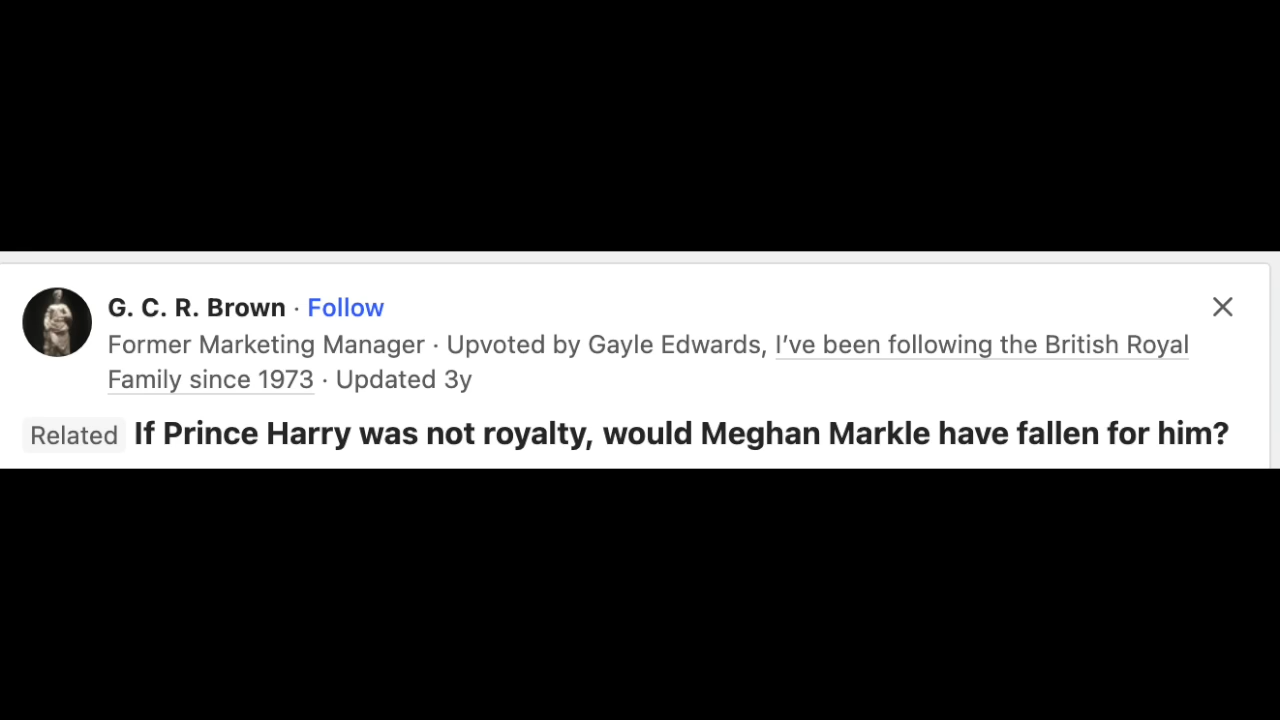 G. C. R. Brown · Follow
Former Marketing Manager · Upvoted by Gayle Edwards, I’ve been following the British Royal
Family since 1973 · Updated 3y
Related If Prince Harry was not royalty, would Meghan Markle have fallen for him?